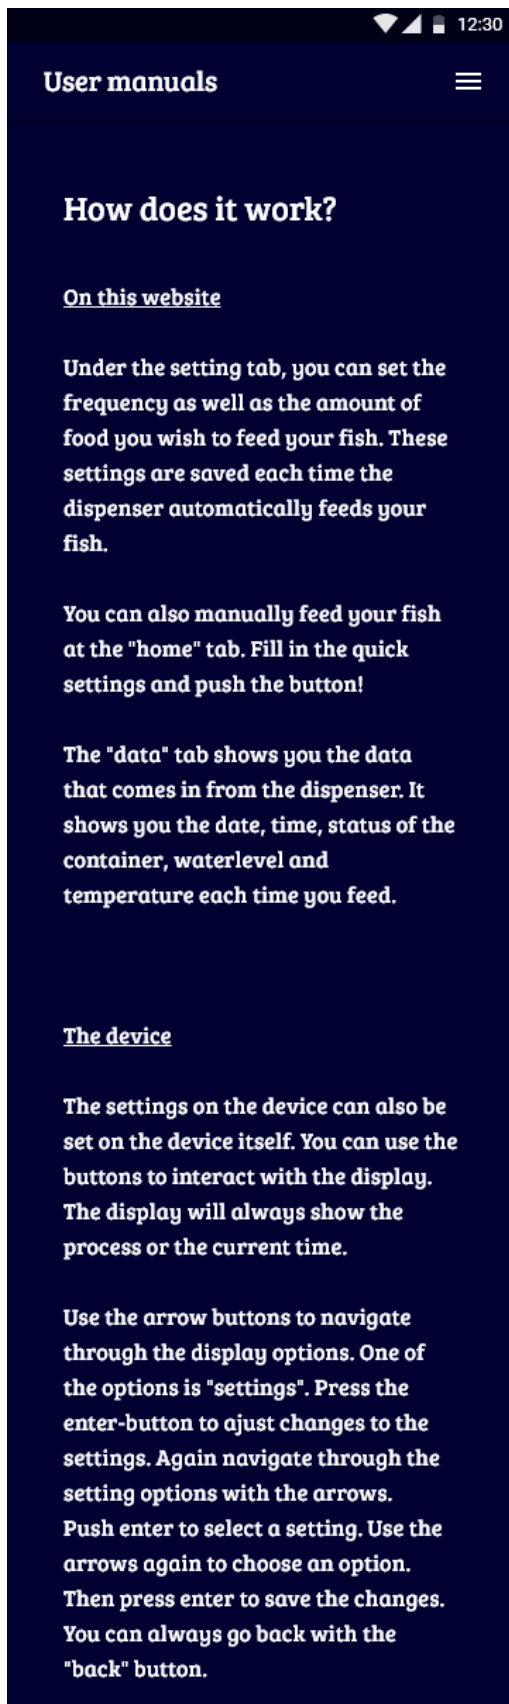 12:30
User manuals
How does it work?
On this website
Under the setting tab, you can set the
frequency as well as the amount of
food you wish to feed your fish. These
settings are saved each time the
dispenser automatically feeds your
fish.
You can also manually feed your fish
at the "home" tab. Fill in the quick
settings and push the button!
The "data" tab shows you the data
that comes in from the dispenser. It
shows you the date, time, status of the
container, waterlevel and
temperature each time you feed.
The device
The settings on the device can also be
set on the device itself. You can use the
buttons to interact with the display.
The display will always show the
process or the current time.
Use the arrow buttons to navigate
through the display options. One of
the options is "settings". Press the
enter-button to ajust changes to the
settings. Again navigate through the
setting options with the arrows.
Push enter to select a setting. Use the
arrows again to choose an option.
Then press enter to save the changes.
You can always go back with the
"back" button.